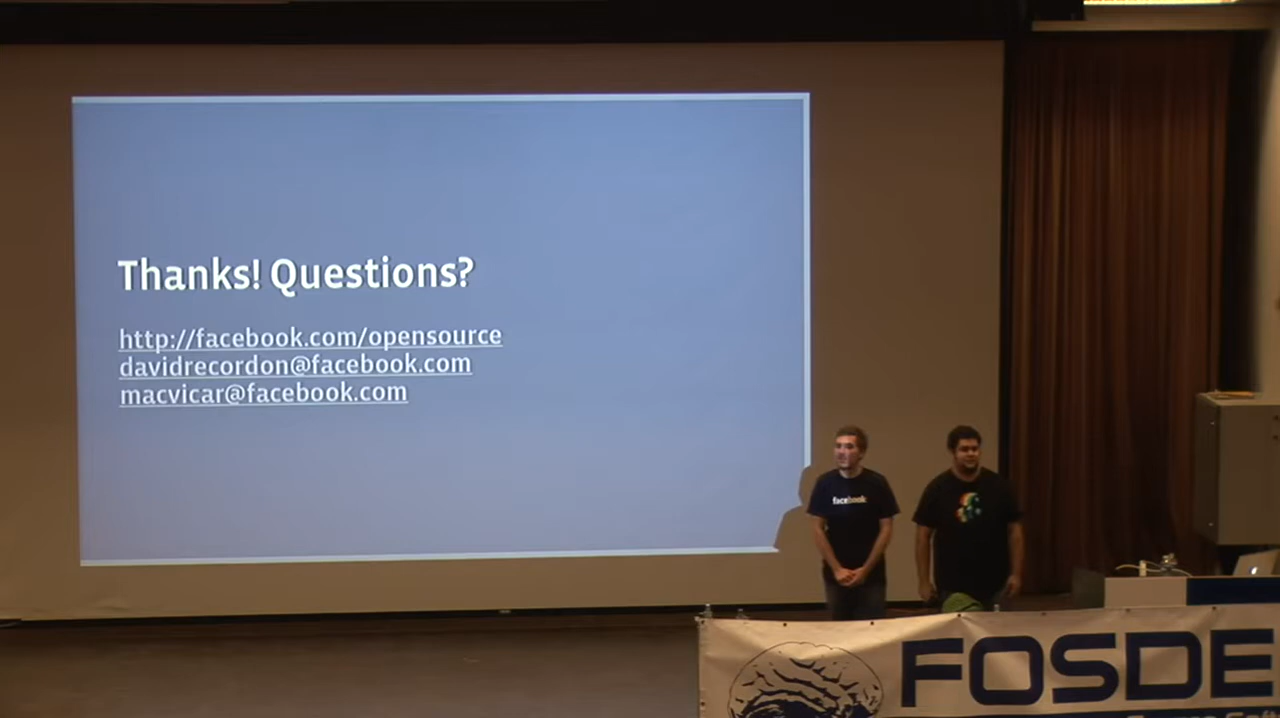 Thanks! Questions?
http://facebook.com/opensource
davidrecordon@facebook.com
macvicar@facebook.com
facebook
FOSDE